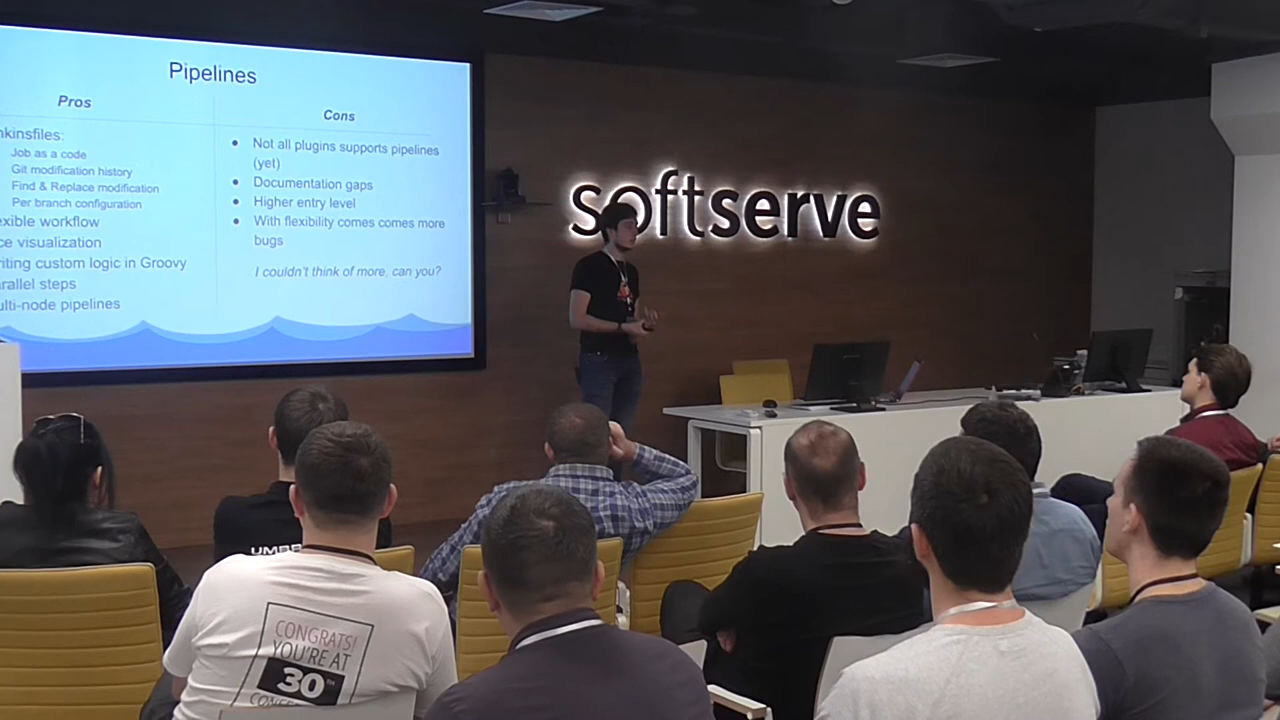 Pipelines
Pros
nkinsfiles:
Job as a code
Git modification history
Find & Replace modification
Per branch configuration
exible workflow
ce visualization
riting custom logic in Groovy
rallel steps
ulti-node pipelines
Cons
Not all plugins supports pipelines
(yet)
Documentation gaps
Higher entry level
With flexibility comes comes more
bugs
I couldn't think of more, can you?
softserve
CONGRATS!
YOU'RE AT
30TH